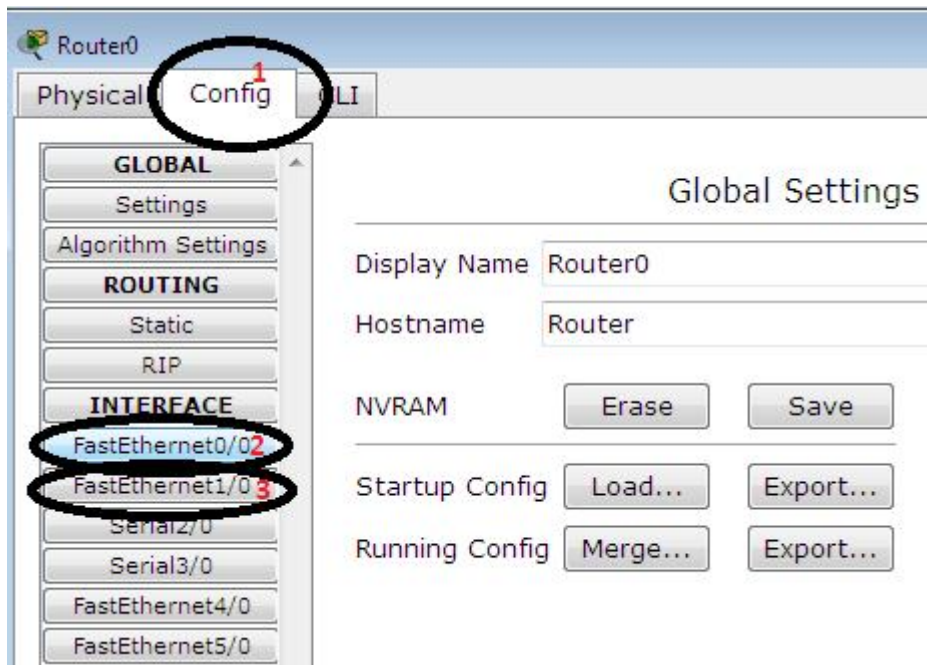 Router0
Physical Config 1 CLI
GLOBAL
Settings
Algorithm Settings
ROUTING
Static
RIP
INTERFACE
FastEthernet0/0 2
FastEthernet1/0 3
Serial2/0
Serial3/0
FastEthernet4/0
FastEthernet5/0
Global Settings
Display Name Router0
Hostname Router
NVRAM Erase Save
Startup Config Load... Export...
Running Config Merge... Export...